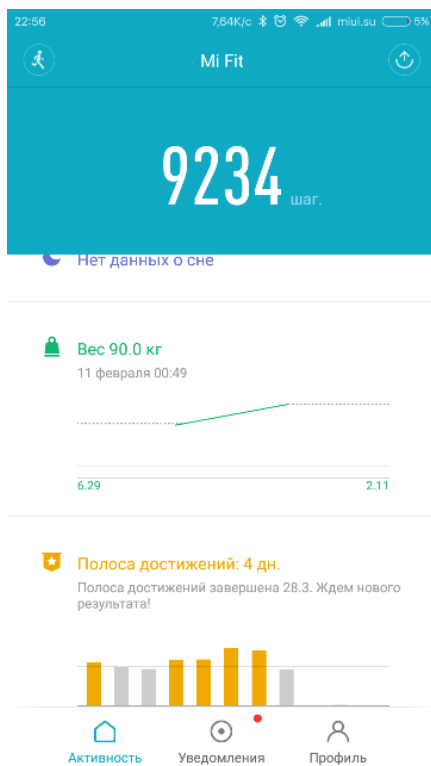 22:56 7,64K/c miui.su 6%
Mi Fit
9234 шаг.
Нет данных о сне
Вес 90.0 кг
11 февраля 00:49
6.29 2.11
Полоса достижений: 4 дн.
Полоса достижений завершена 28.3. Ждем нового
результата!
Активность Уведомления Профиль